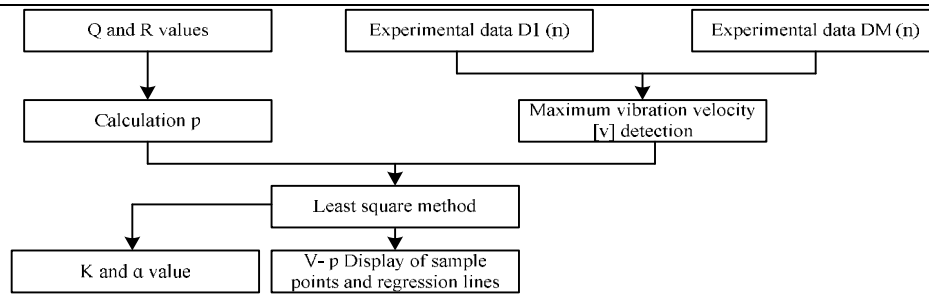 Q and R values
Experimental data D1 (n)
Experimental data DM (n)
Calculation p
Maximum vibration velocity
[v] detection
Least square method
K and α value
V- p Display of sample
points and regression lines